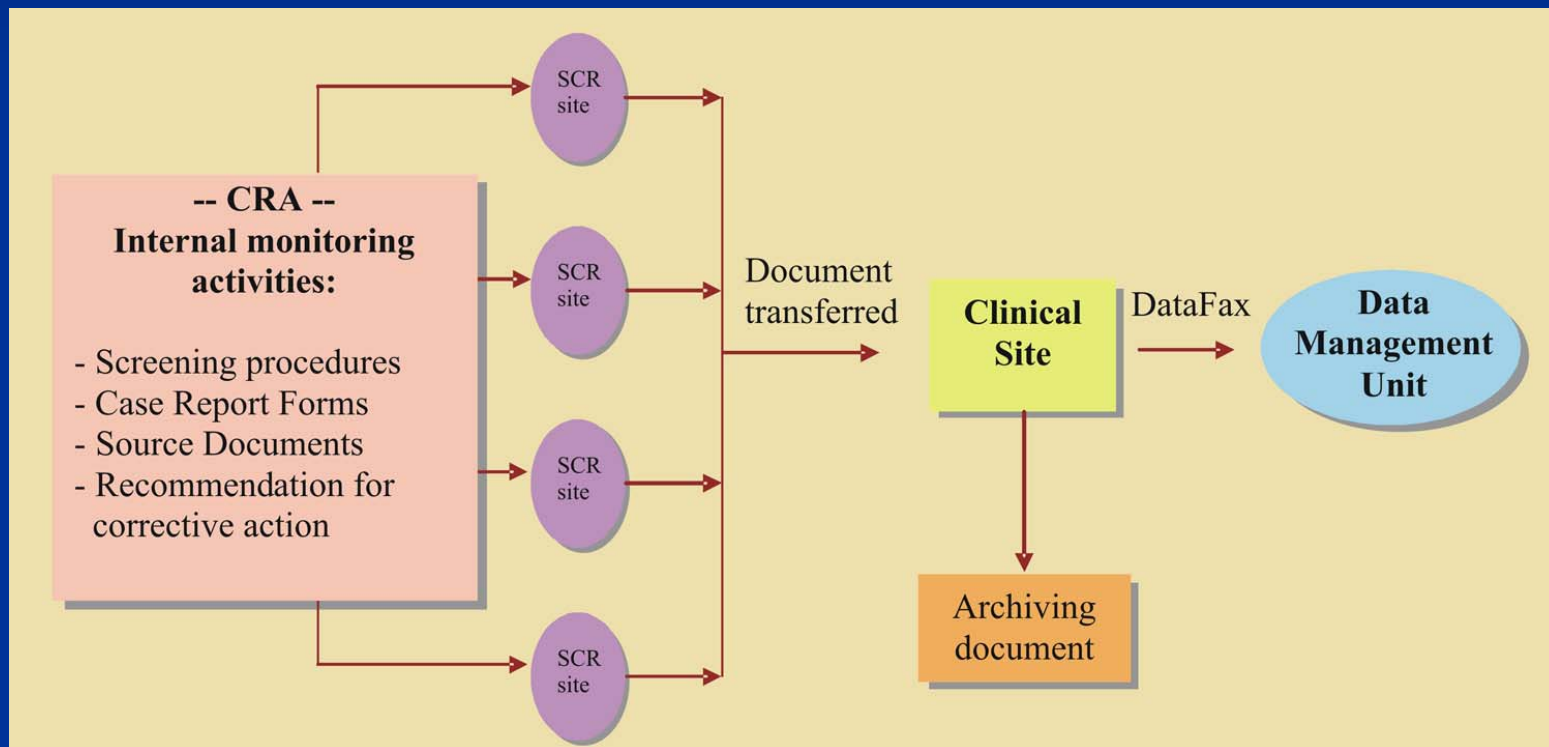 -- CRA --
Internal monitoring
activities:
- Screening procedures
- Case Report Forms
- Source Documents
- Recommendation for
corrective action
SCR
site
SCR
site
SCR
site
SCR
site
Document
transferred
Clinical
Site
DataFax
Data
Management
Unit
Archiving
document